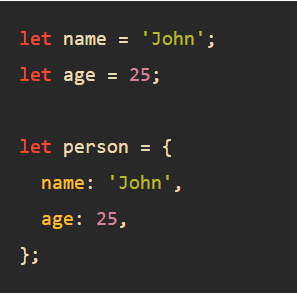 let name = 'John';
let age = 25;

let person = {
  name: 'John',
  age: 25,
};